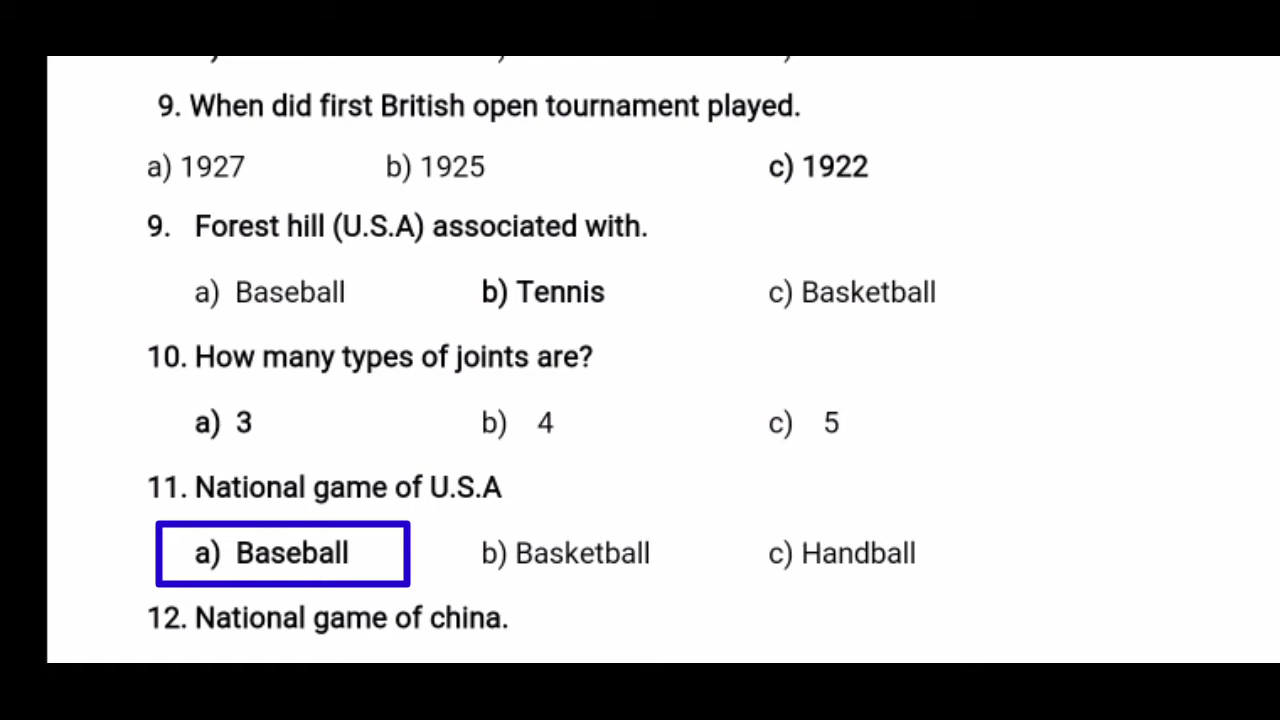 9. When did first British open tournament played.
a) 1927 b) 1925 c) 1922
9. Forest hill (U.S.A) associated with.
a) Baseball b) Tennis c) Basketball
10. How many types of joints are?
a) 3 b) 4 c) 5
11. National game of U.S.A
a) Baseball b) Basketball c) Handball
12. National game of china.